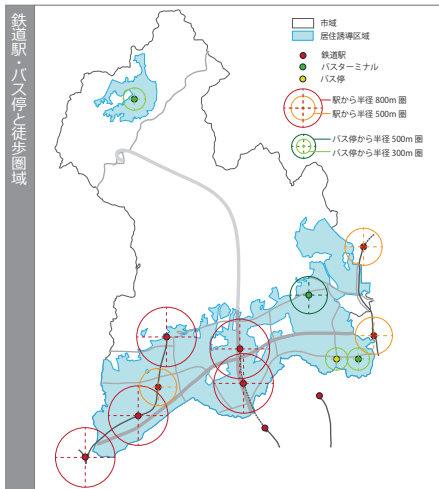 鉄道駅・バス停と徒歩圏域
市域
居住誘導区域
鉄道駅
バスターミナル
バス停
駅から半径 800m 圏
駅から半径 500m 圏
バス停から半径 500m 圏
バス停から半径 300m 圏